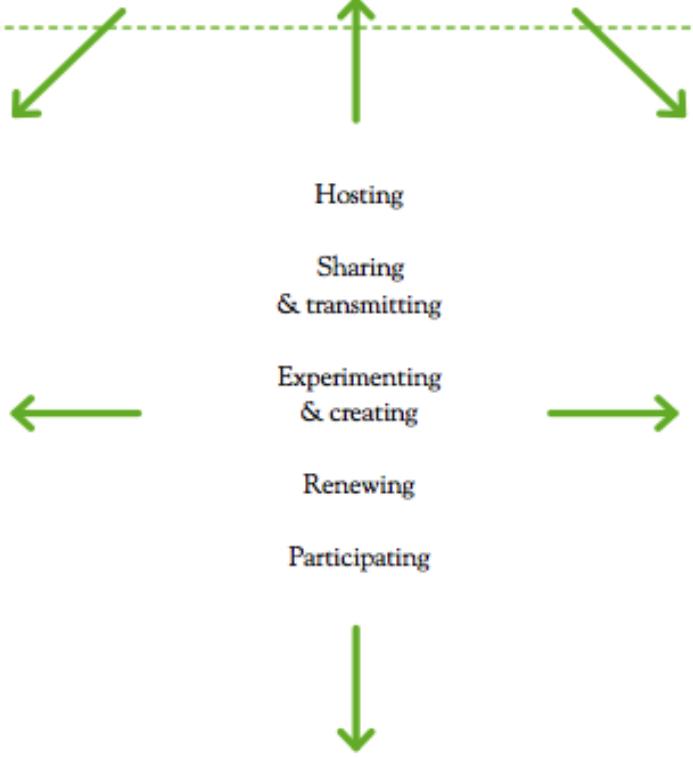 Hosting
Sharing
& transmitting
Experimenting
& creating
Renewing
Participating